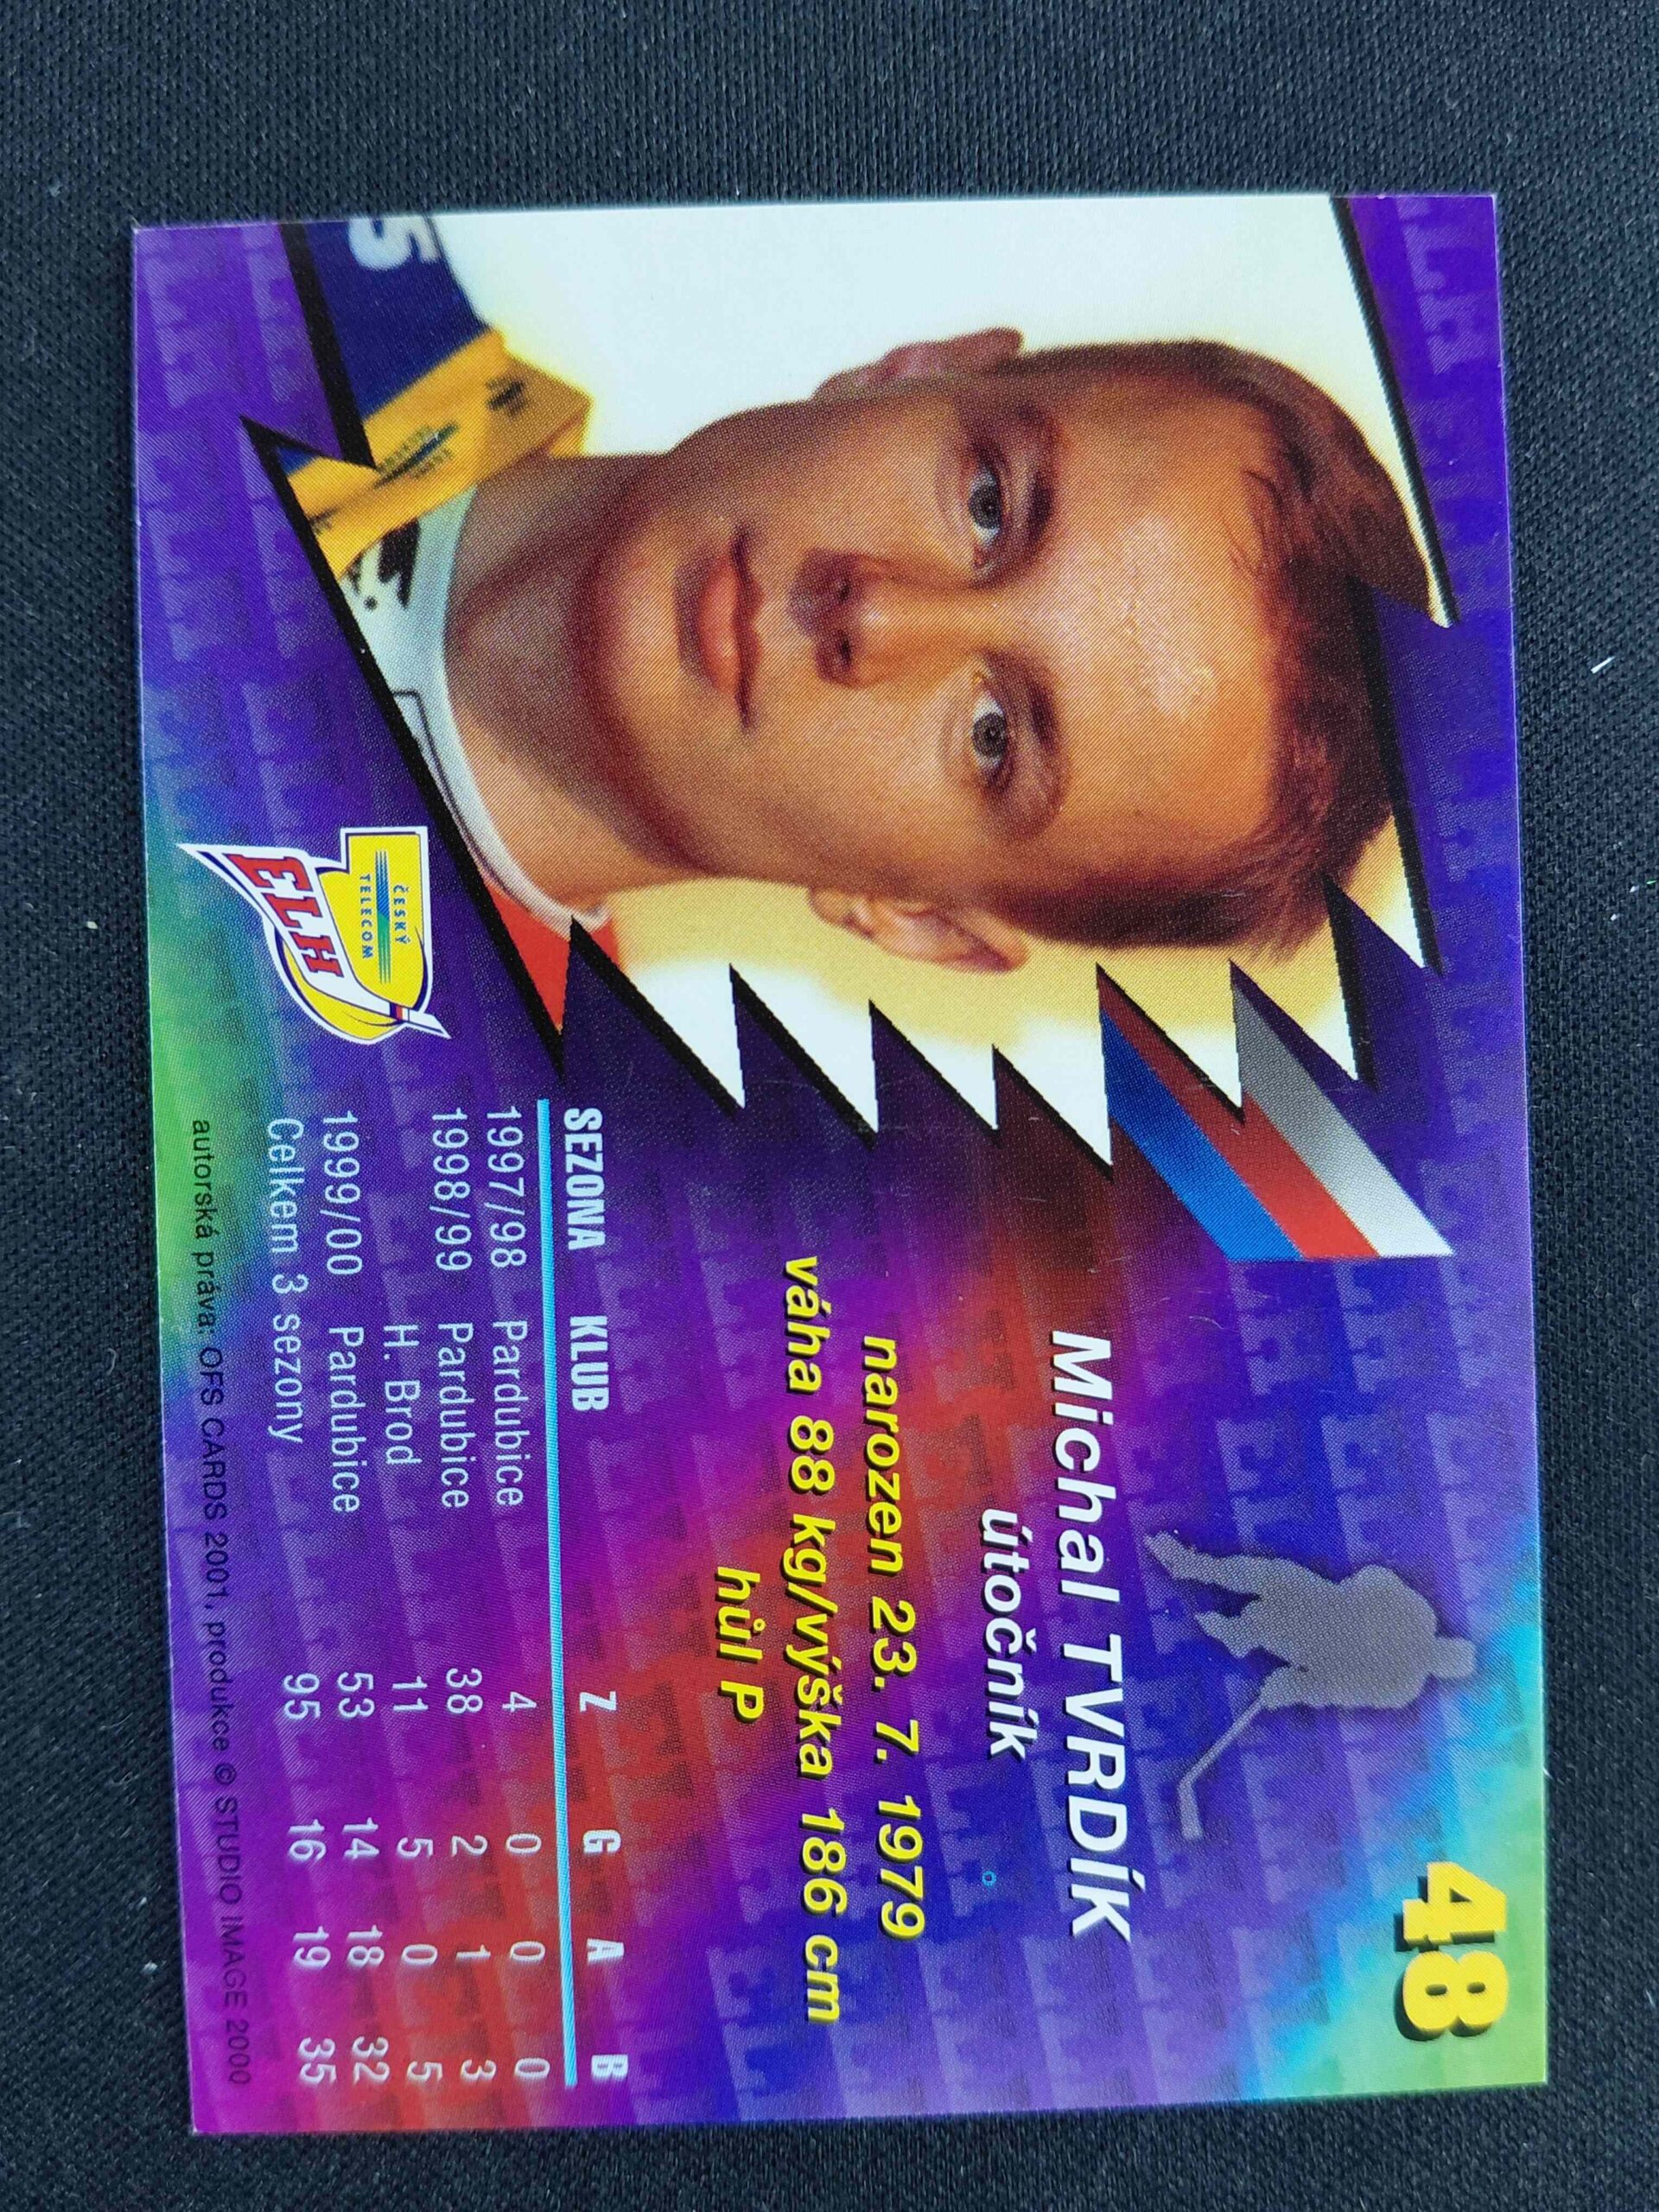 48
Michal TVRDÍK
útočník
narozen 23. 7. 1979
váha 88 kg/výška 186 cm
hůl P
SEZONA KLUB Z G A B
1997/98 Pardubice 4 0 0 0
1998/99 Pardubice 38 2 1 3
H. Brod 11 5 0 5
1999/00 Pardubice 53 14 18 32
Celkem 3 sezony 95 16 19 35
autorská práva: OFS CARDS 2001, produkce © STUDIO IMAGE 2000
ČESKÝ
TELECOM
ELH
5